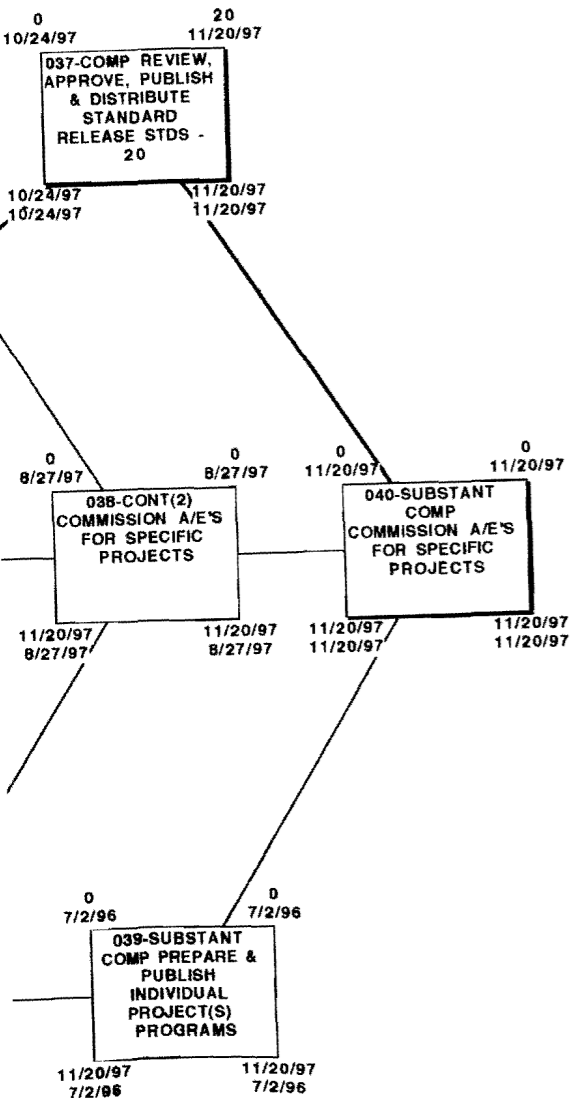 0 20
10/24/97 11/20/97
037-COMP REVIEW,
APPROVE, PUBLISH
& DISTRIBUTE
STANDARD
RELEASE STDS -
20
10/24/97 11/20/97
10/24/97 11/20/97
0 0
8/27/97 8/27/97
038-CONT(2)
COMMISSION A/E'S
FOR SPECIFIC
PROJECTS
11/20/97 11/20/97
8/27/97 8/27/97
0 0
11/20/97 11/20/97
040-SUBSTANT
COMP
COMMISSION A/E'S
FOR SPECIFIC
PROJECTS
11/20/97 11/20/97
11/20/97 11/20/97
0 0
7/2/96 7/2/96
039-SUBSTANT
COMP PREPARE &
PUBLISH
INDIVIDUAL
PROJECT(S)
PROGRAMS
11/20/97 11/20/97
7/2/96 7/2/96